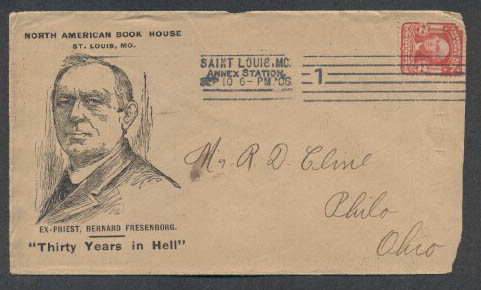 NORTH AMERICAN BOOK HOUSE
ST. LOUIS, MO.
SAINT LOUIS, MO.
ANNEX STATION.
SEP 10 6-PM.'06
1
Mr. R. D. Cline
Philo
Ohio
EX-PRIEST, BERNARD FRESENBORG.
"Thirty Years in Hell"